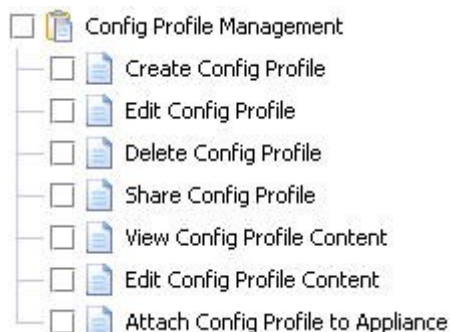 Config Profile Management
Create Config Profile
Edit Config Profile
Delete Config Profile
Share Config Profile
View Config Profile Content
Edit Config Profile Content
Attach Config Profile to Appliance